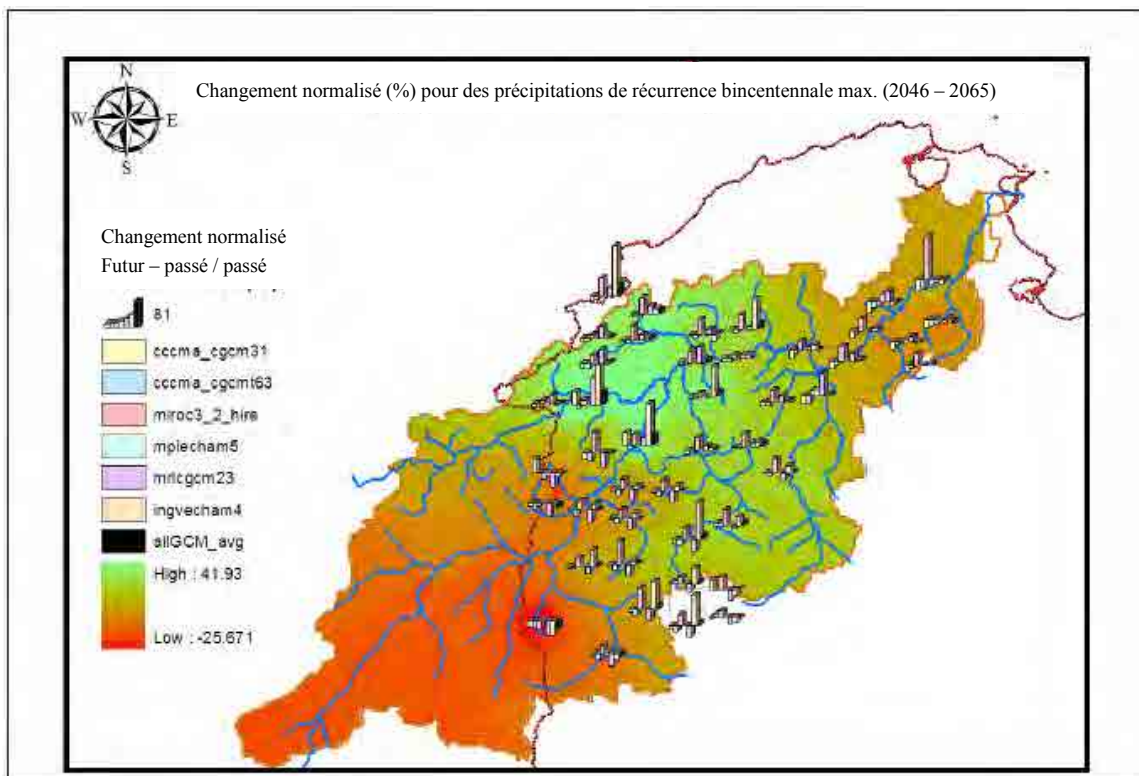 Changement normalisé (%) pour des précipitations de récurrence bincentennale max. (2046 – 2065)
N
W E
S
Changement normalisé
Futur – passé / passé
81
cccma_cgcm31
cccma_cgcmt63
miroc3_2_hire
mpiecham5
mricgcm23
ingvecham4
allGCM_avg
High : 41.93
Low : -25.671